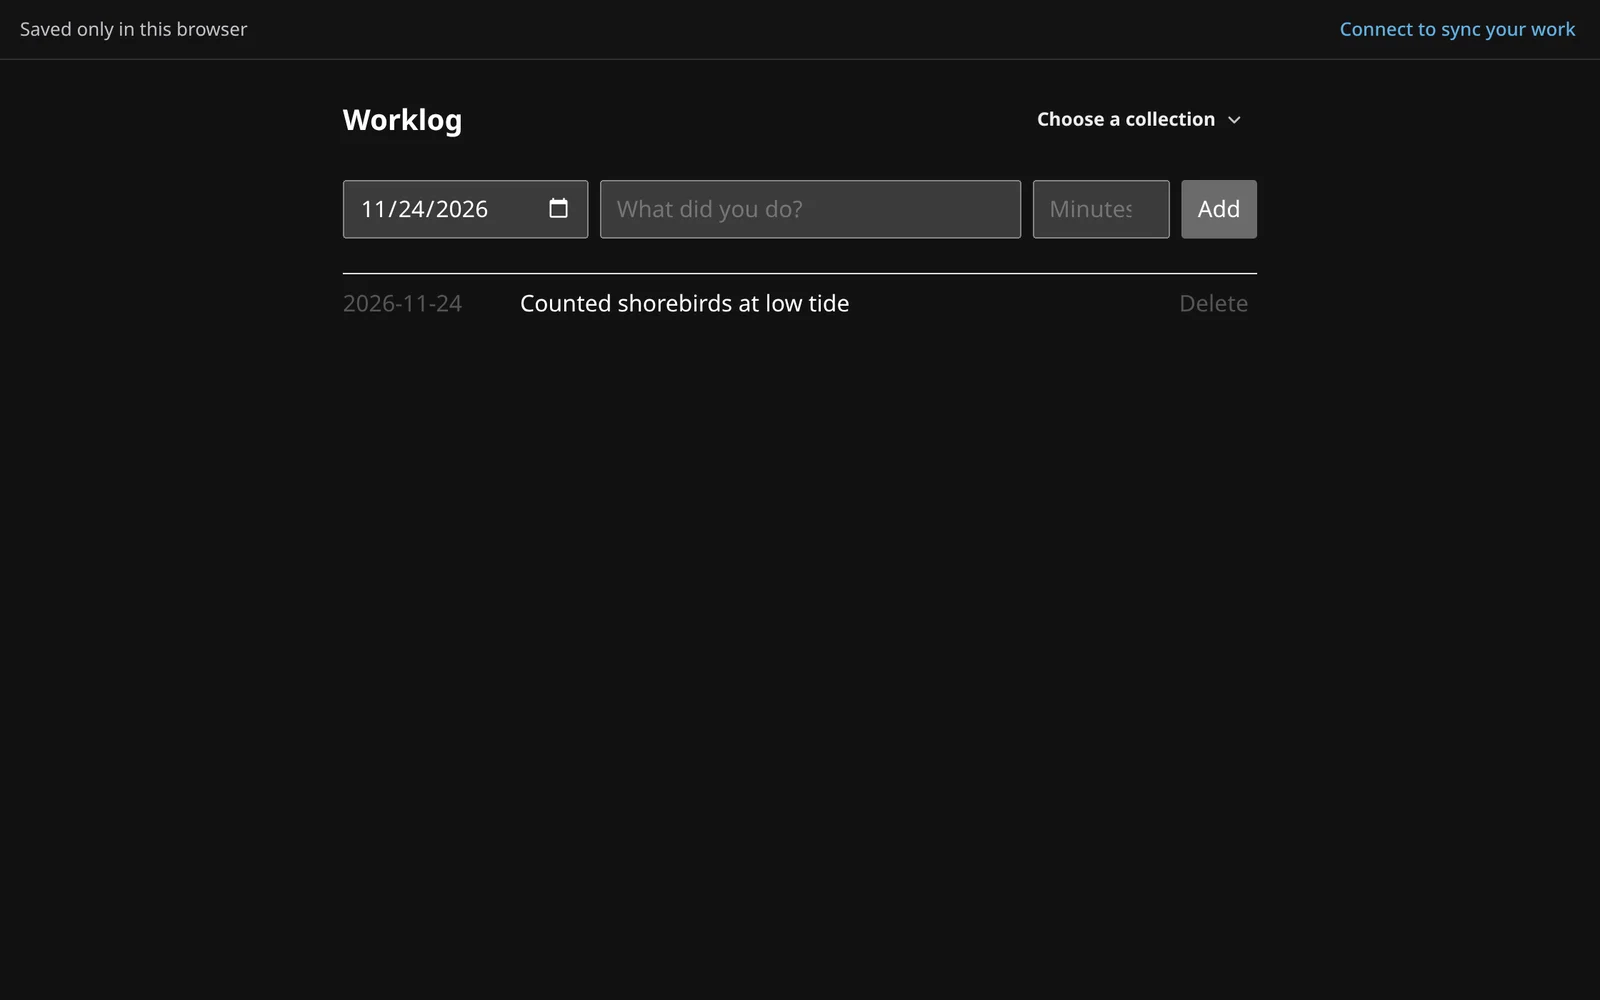 Saved only in this browser
Connect to sync your work
Worklog
Choose a collection
11/24/2026
What did you do?
Minutes
Add
2026-11-24
Counted shorebirds at low tide
Delete